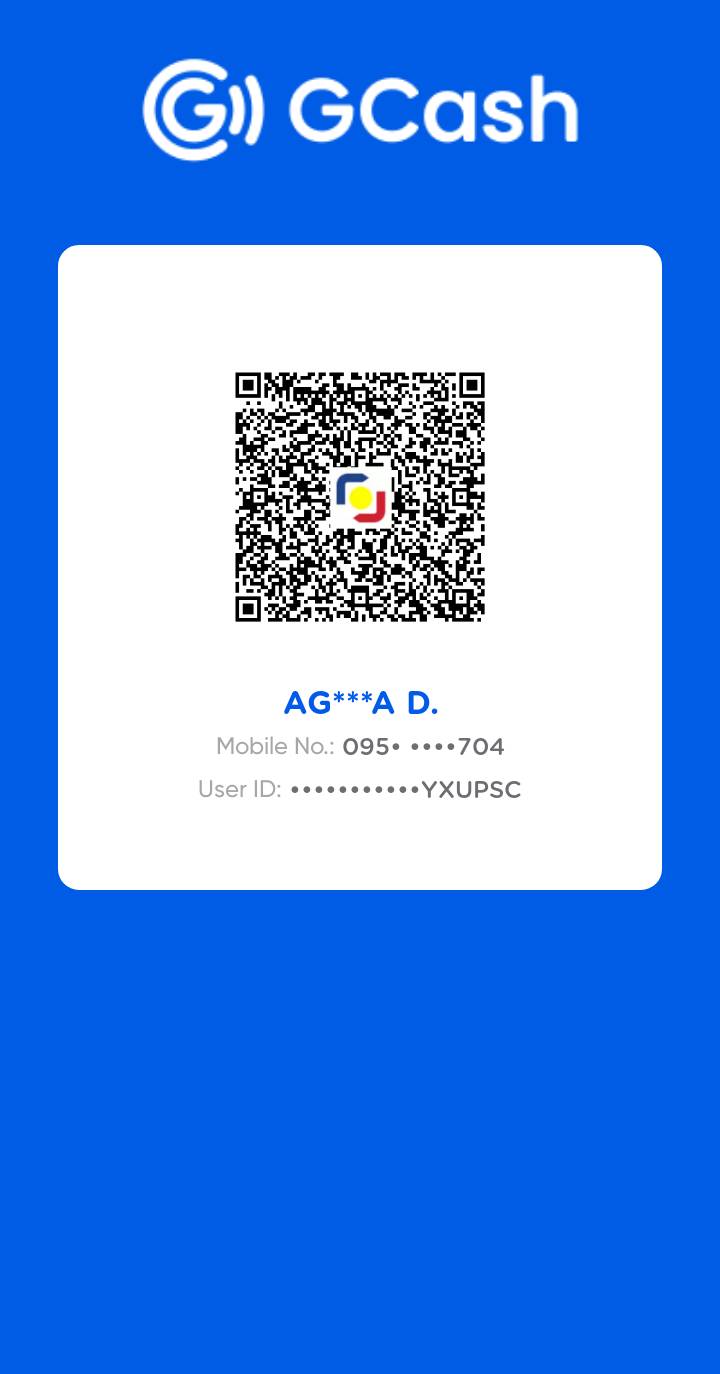 GCash
AG***A D.
Mobile No.: 095• ••••704
User ID: •••••••••••YXUPSC